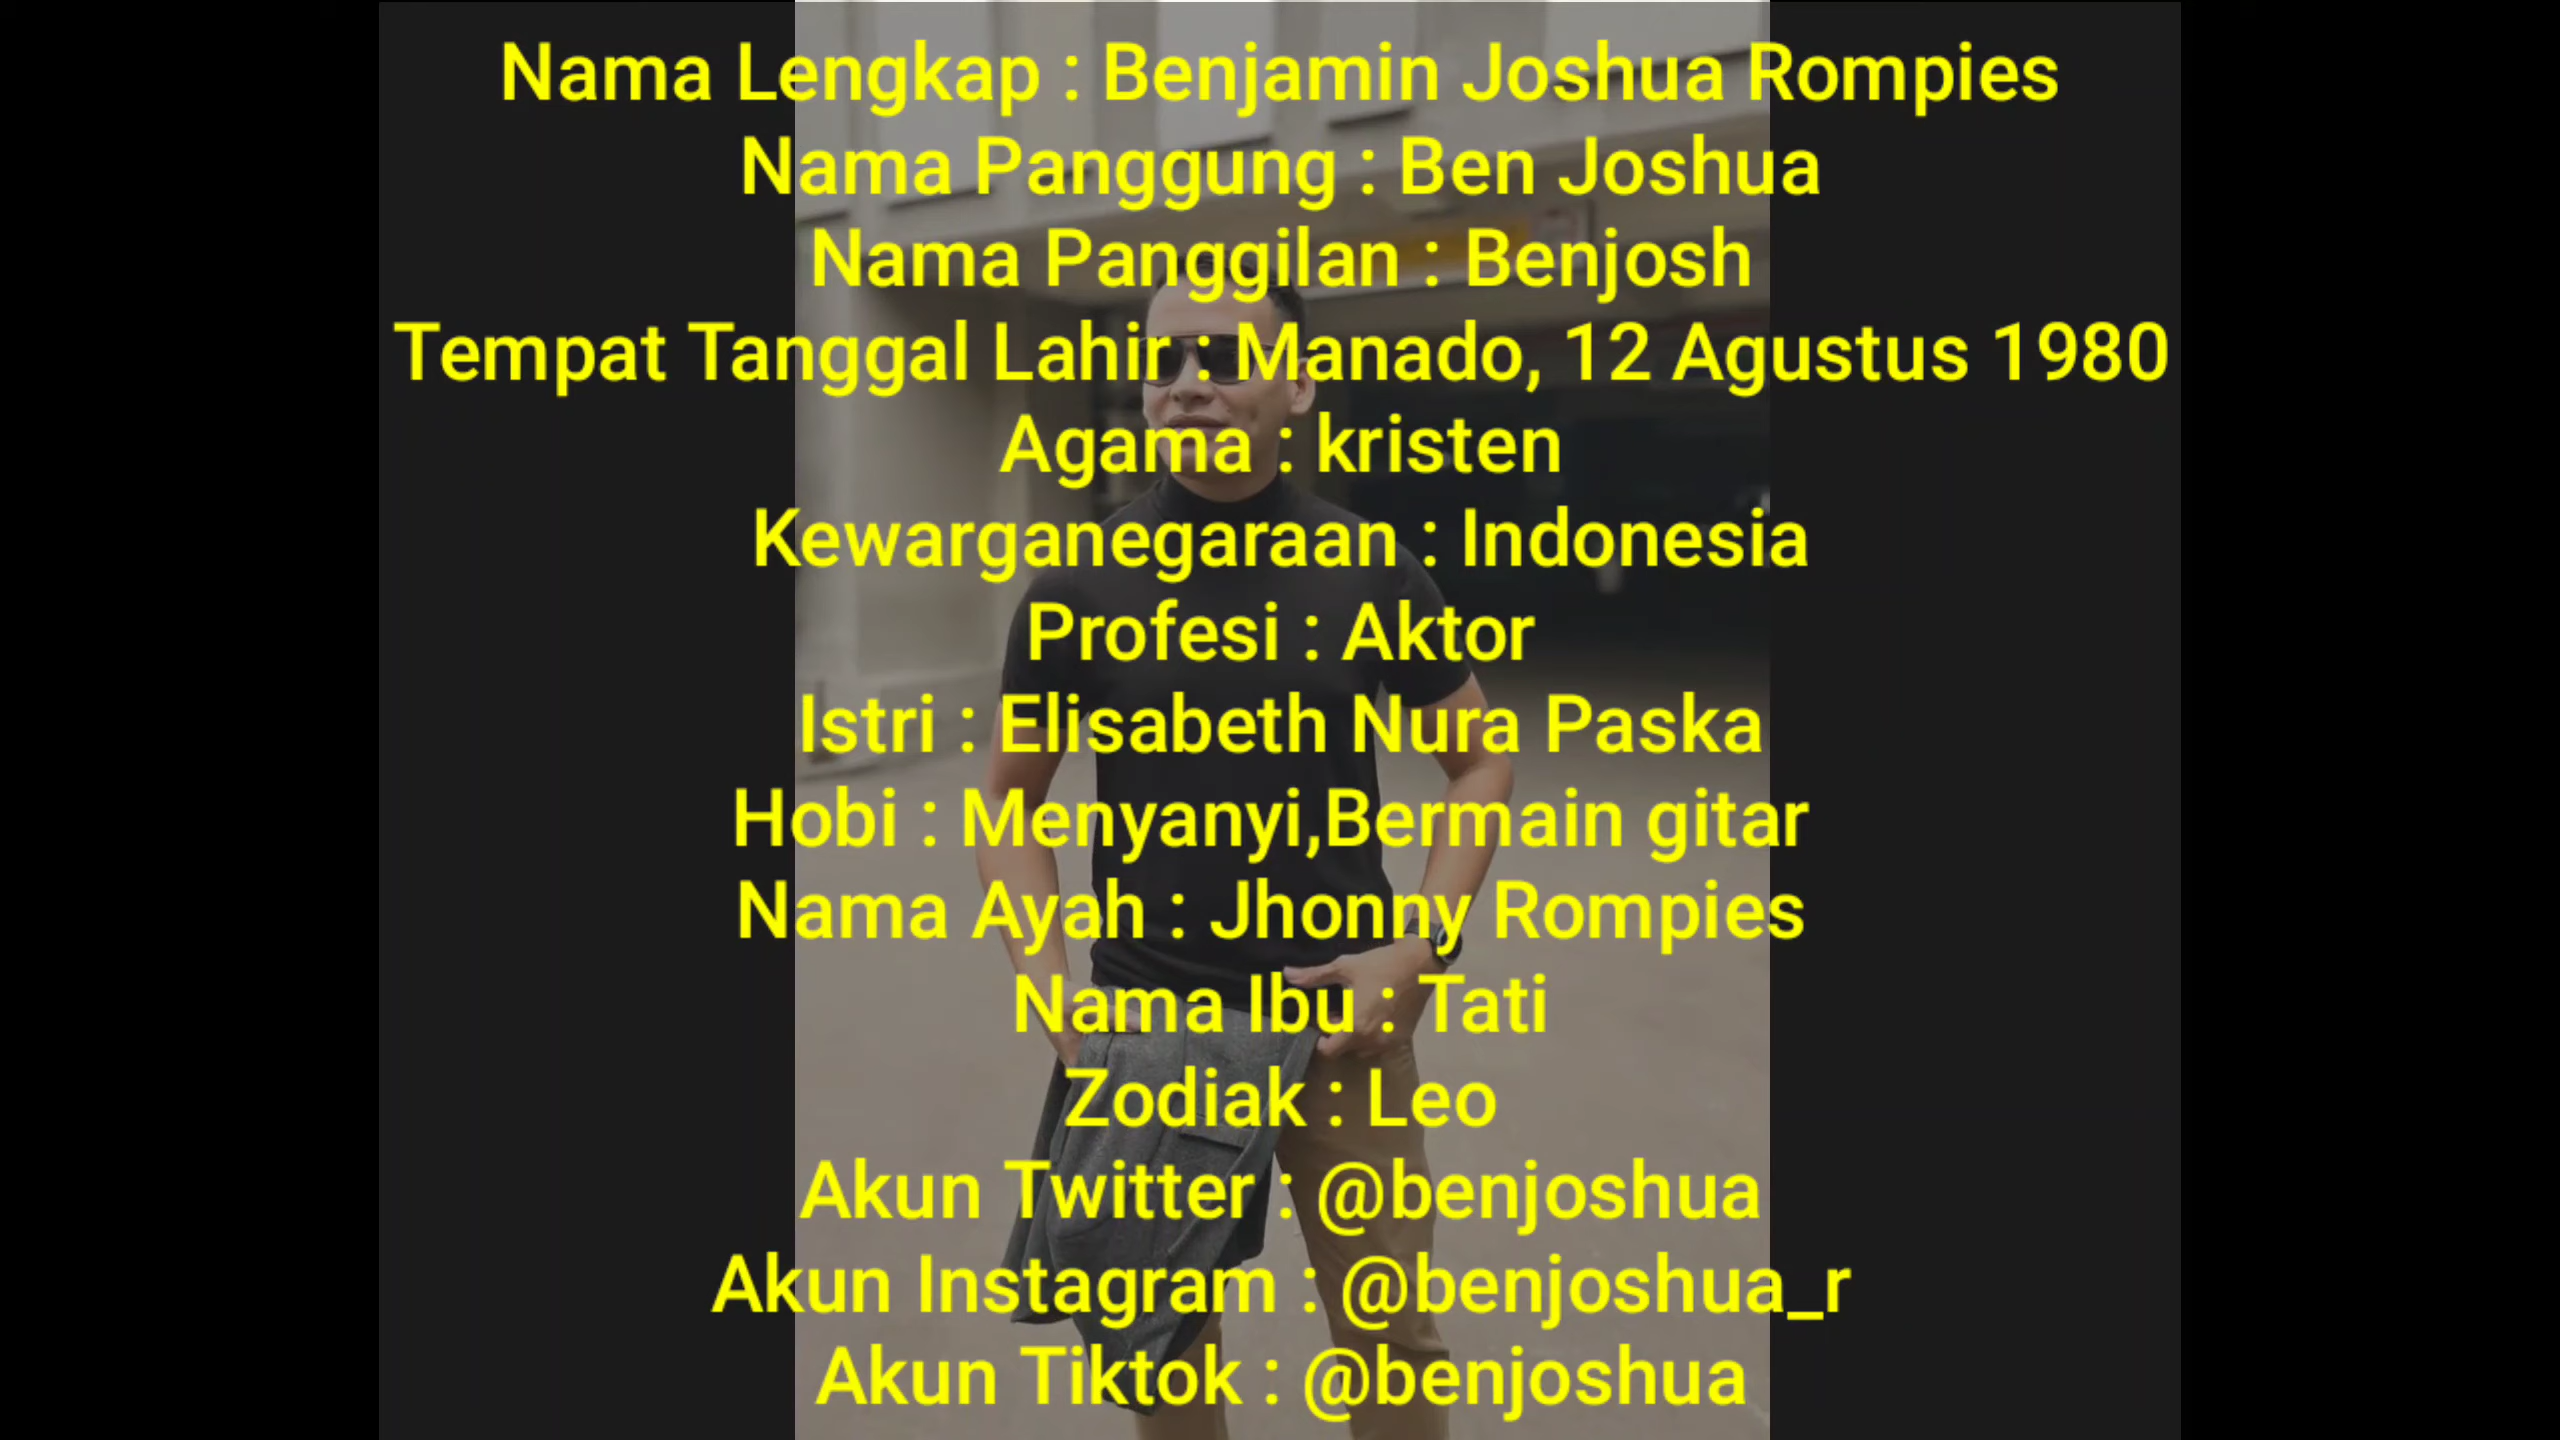 Nama Lengkap : Benjamin Joshua Rompies
Nama Panggung : Ben Joshua
Nama Panggilan : Benjosh
Tempat Tanggal Lahir : Manado, 12 Agustus 1980
Agama : kristen
Kewarganegaraan : Indonesia
Profesi : Aktor
Istri : Elisabeth Nura Paska
Hobi : Menyanyi,Bermain gitar
Nama Ayah : Jhonny Rompies
Nama Ibu : Tati
Zodiak : Leo
Akun Twitter : @benjoshua
Akun Instagram : @benjoshua_r
Akun Tiktok : @benjoshua